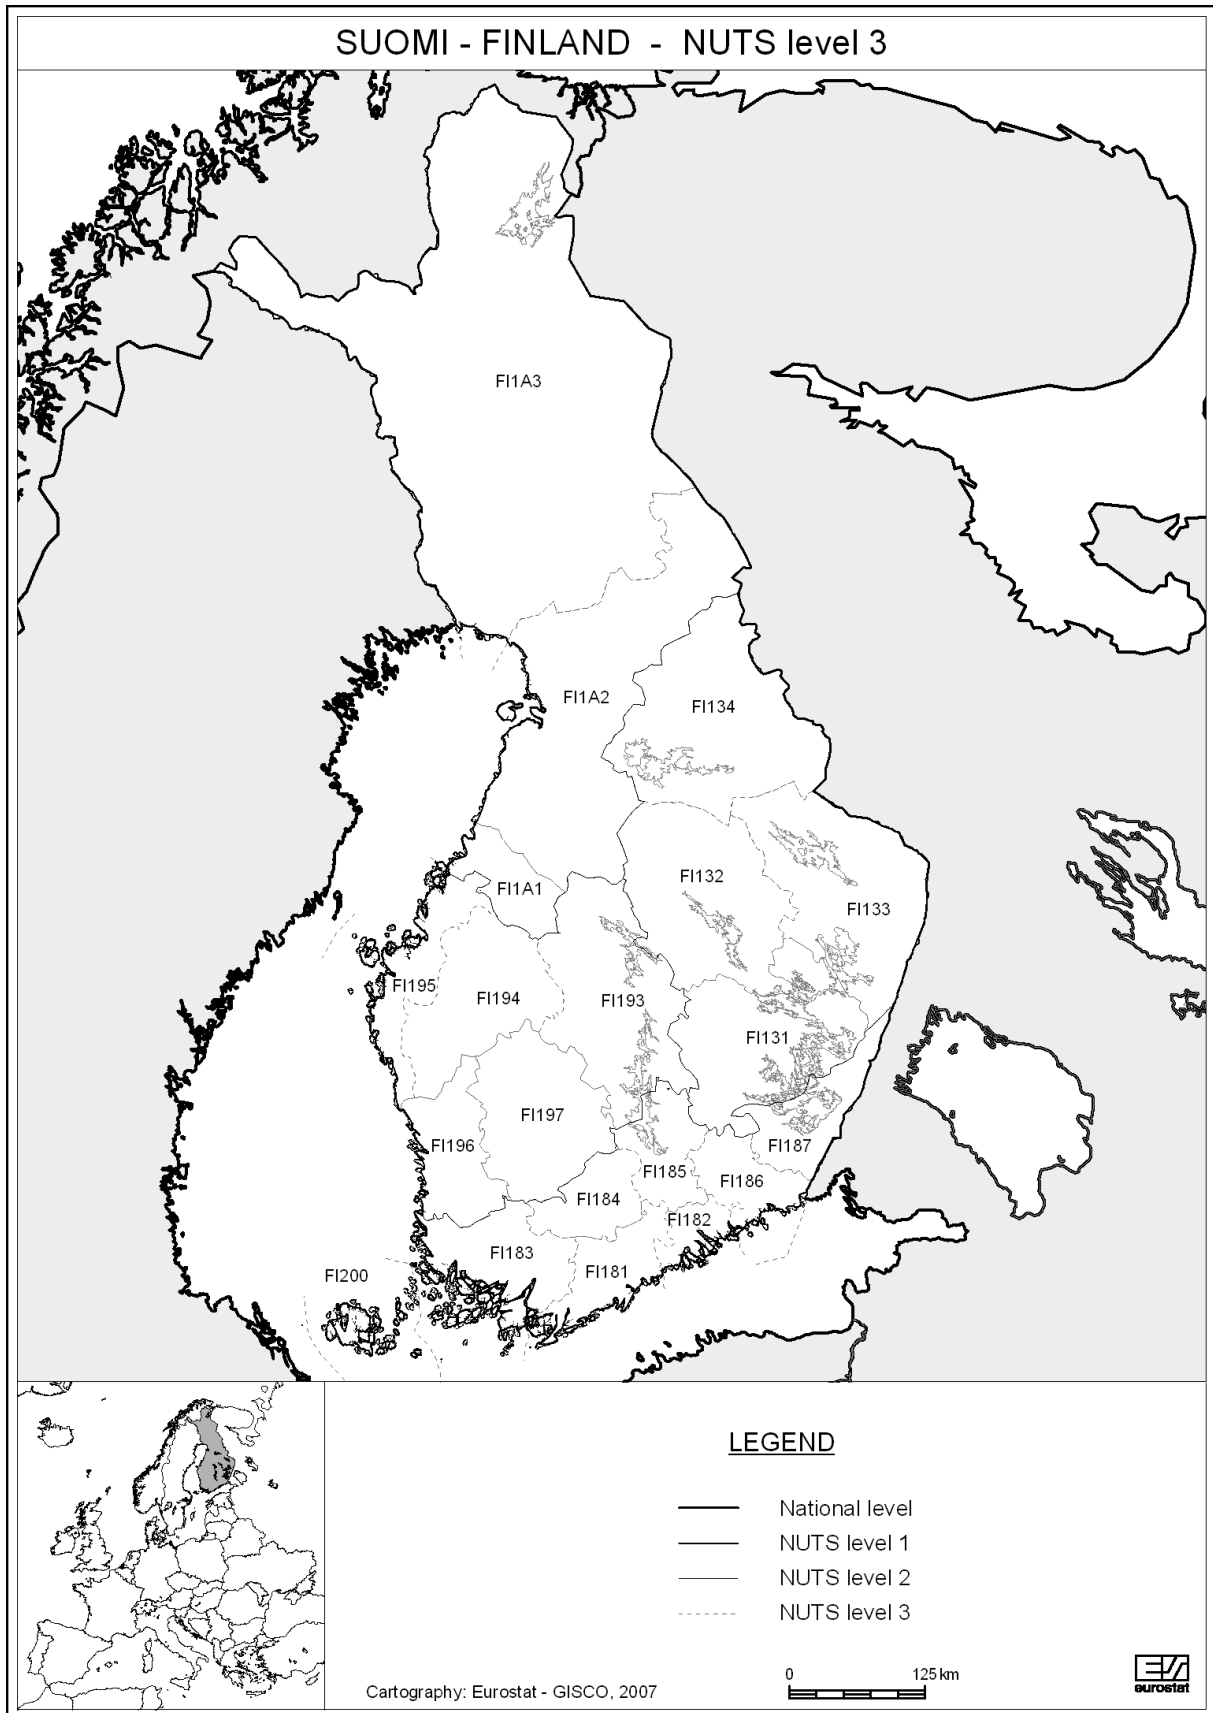 SUOMI - FINLAND - NUTS level 3
FI1A3
FI1A2
FI134
FI1A1
FI132
FI133
FI195
FI194
FI193
FI131
FI197
FI196
FI187
FI185
FI186
FI184
FI182
FI183
FI181
FI200
LEGEND
National level
NUTS level 1
NUTS level 2
NUTS level 3
0 125 km
Cartography: Eurostat - GISCO, 2007
eurostat